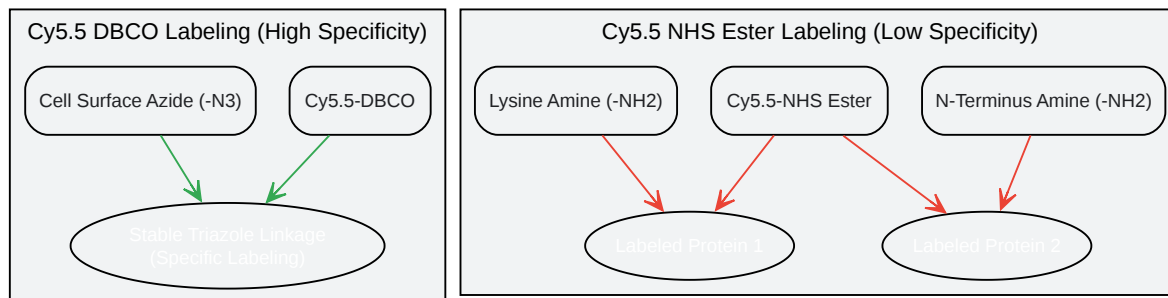 Cy5.5 DBCO Labeling (High Specificity)
Cell Surface Azide (-N3)
Cy5.5-DBCO
Stable Triazole Linkage
(Specific Labeling)
Cy5.5 NHS Ester Labeling (Low Specificity)
Lysine Amine (-NH2)
Cy5.5-NHS Ester
N-Terminus Amine (-NH2)
Labeled Protein 1
Labeled Protein 2